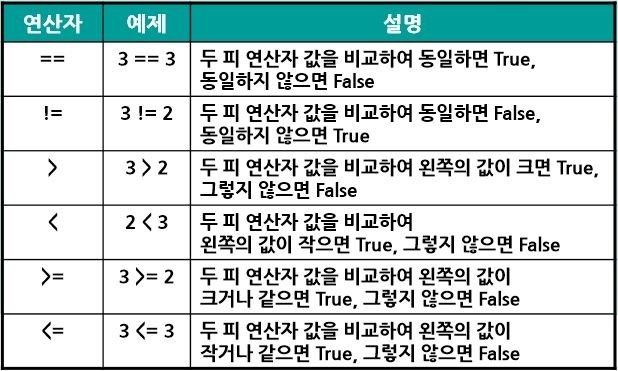 연산자 예제 설명
== 3 == 3 두 피 연산자 값을 비교하여 동일하면 True,
동일하지 않으면 False
!= 3 != 2 두 피 연산자 값을 비교하여 동일하면 False,
동일하지 않으면 True
> 3 > 2 두 피 연산자 값을 비교하여 왼쪽의 값이 크면 True,
그렇지 않으면 False
< 2 < 3 두 피 연산자 값을 비교하여
왼쪽의 값이 작으면 True, 그렇지 않으면 False
>= 3 >= 2 두 피 연산자 값을 비교하여 왼쪽의 값이
크거나 같으면 True, 그렇지 않으면 False
<= 3 <= 3 두 피 연산자 값을 비교하여 왼쪽의 값이
작거나 같으면 True, 그렇지 않으면 False